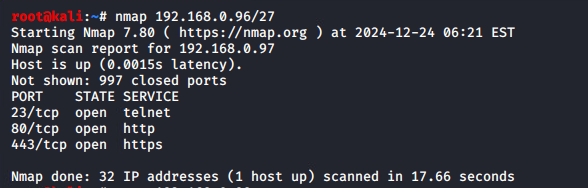 root@kali:~# nmap 192.168.0.96/27
Starting Nmap 7.80 ( https://nmap.org ) at 2024-12-24 06:21 EST
Nmap scan report for 192.168.0.97
Host is up (0.0015s latency).
Not shown: 997 closed ports
PORT    STATE SERVICE
23/tcp  open  telnet
80/tcp  open  http
443/tcp open  https

Nmap done: 32 IP addresses (1 host up) scanned in 17.66 seconds